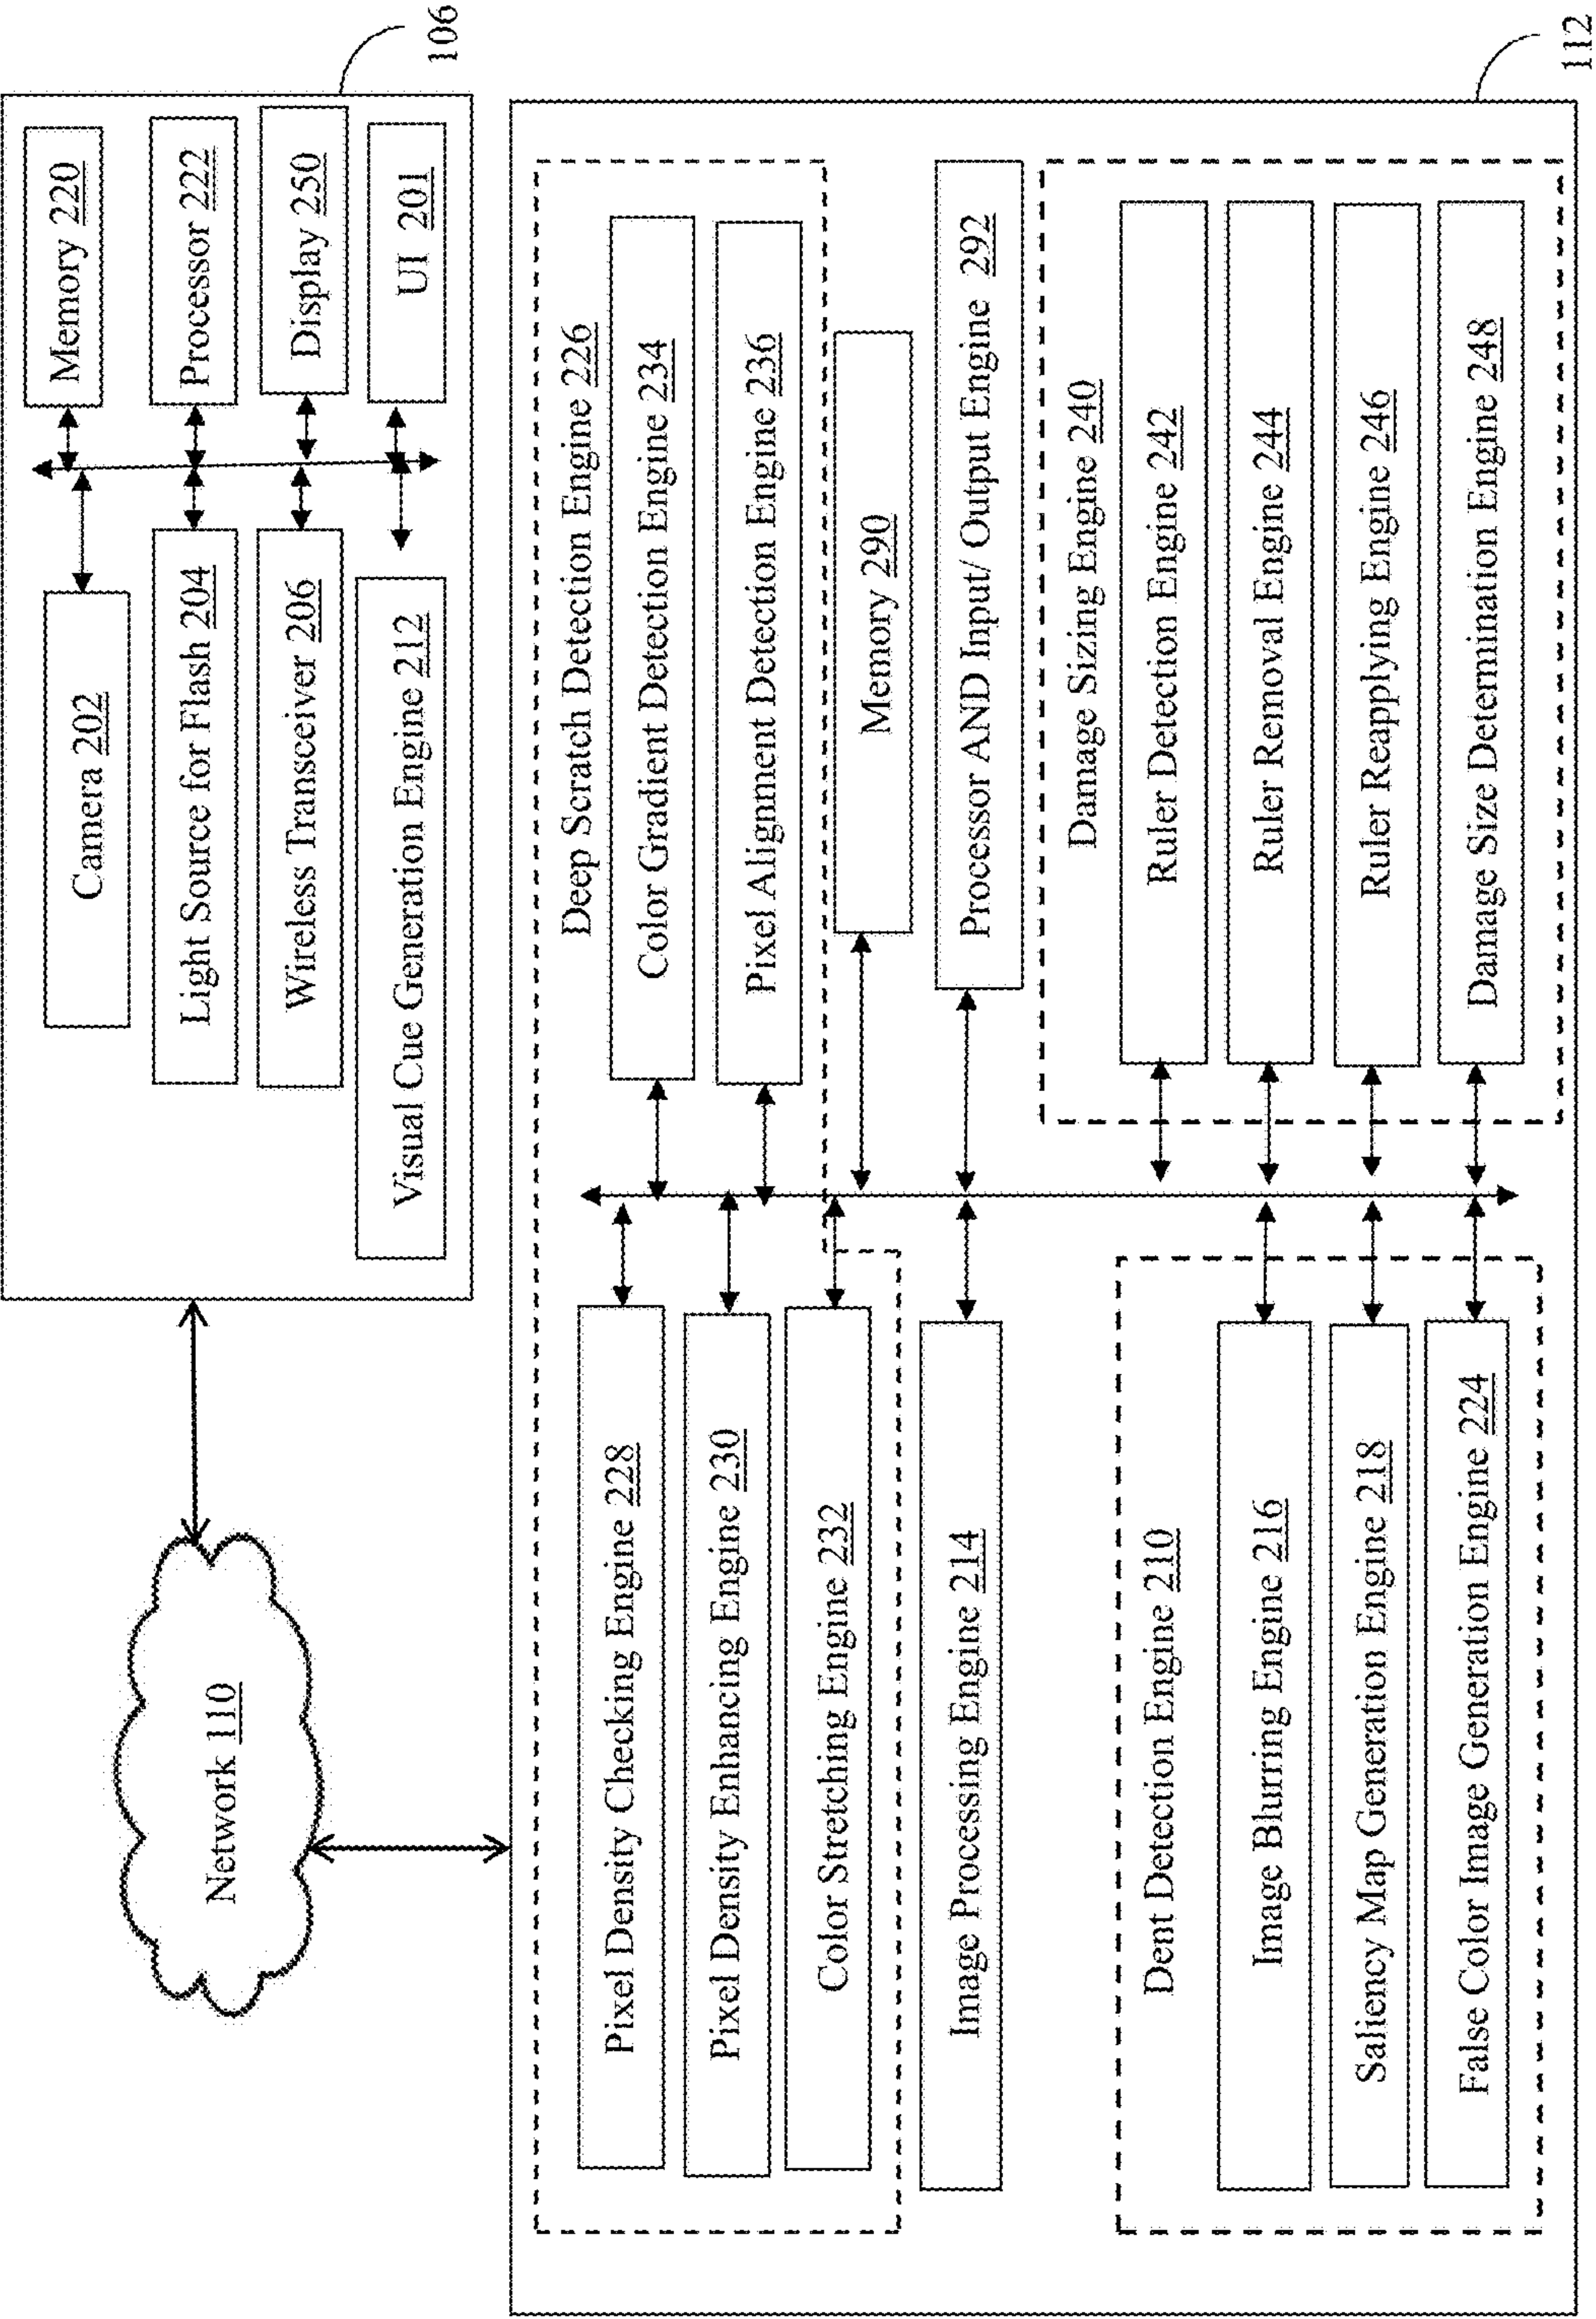 Network 110
106
Camera 202
Light Source for Flash 204
Wireless Transceiver 206
Visual Cue Generation Engine 212
Memory 220
Processor 222
Display 250
UI 201
112
Deep Scratch Detection Engine 226
Pixel Density Checking Engine 228
Pixel Density Enhancing Engine 230
Color Stretching Engine 232
Color Gradient Detection Engine 234
Pixel Alignment Detection Engine 236
Image Processing Engine 214
Memory 290
Processor AND Input/ Output Engine 292
Dent Detection Engine 210
Image Blurring Engine 216
Saliency Map Generation Engine 218
False Color Image Generation Engine 224
Damage Sizing Engine 240
Ruler Detection Engine 242
Ruler Removal Engine 244
Ruler Reapplying Engine 246
Damage Size Determination Engine 248